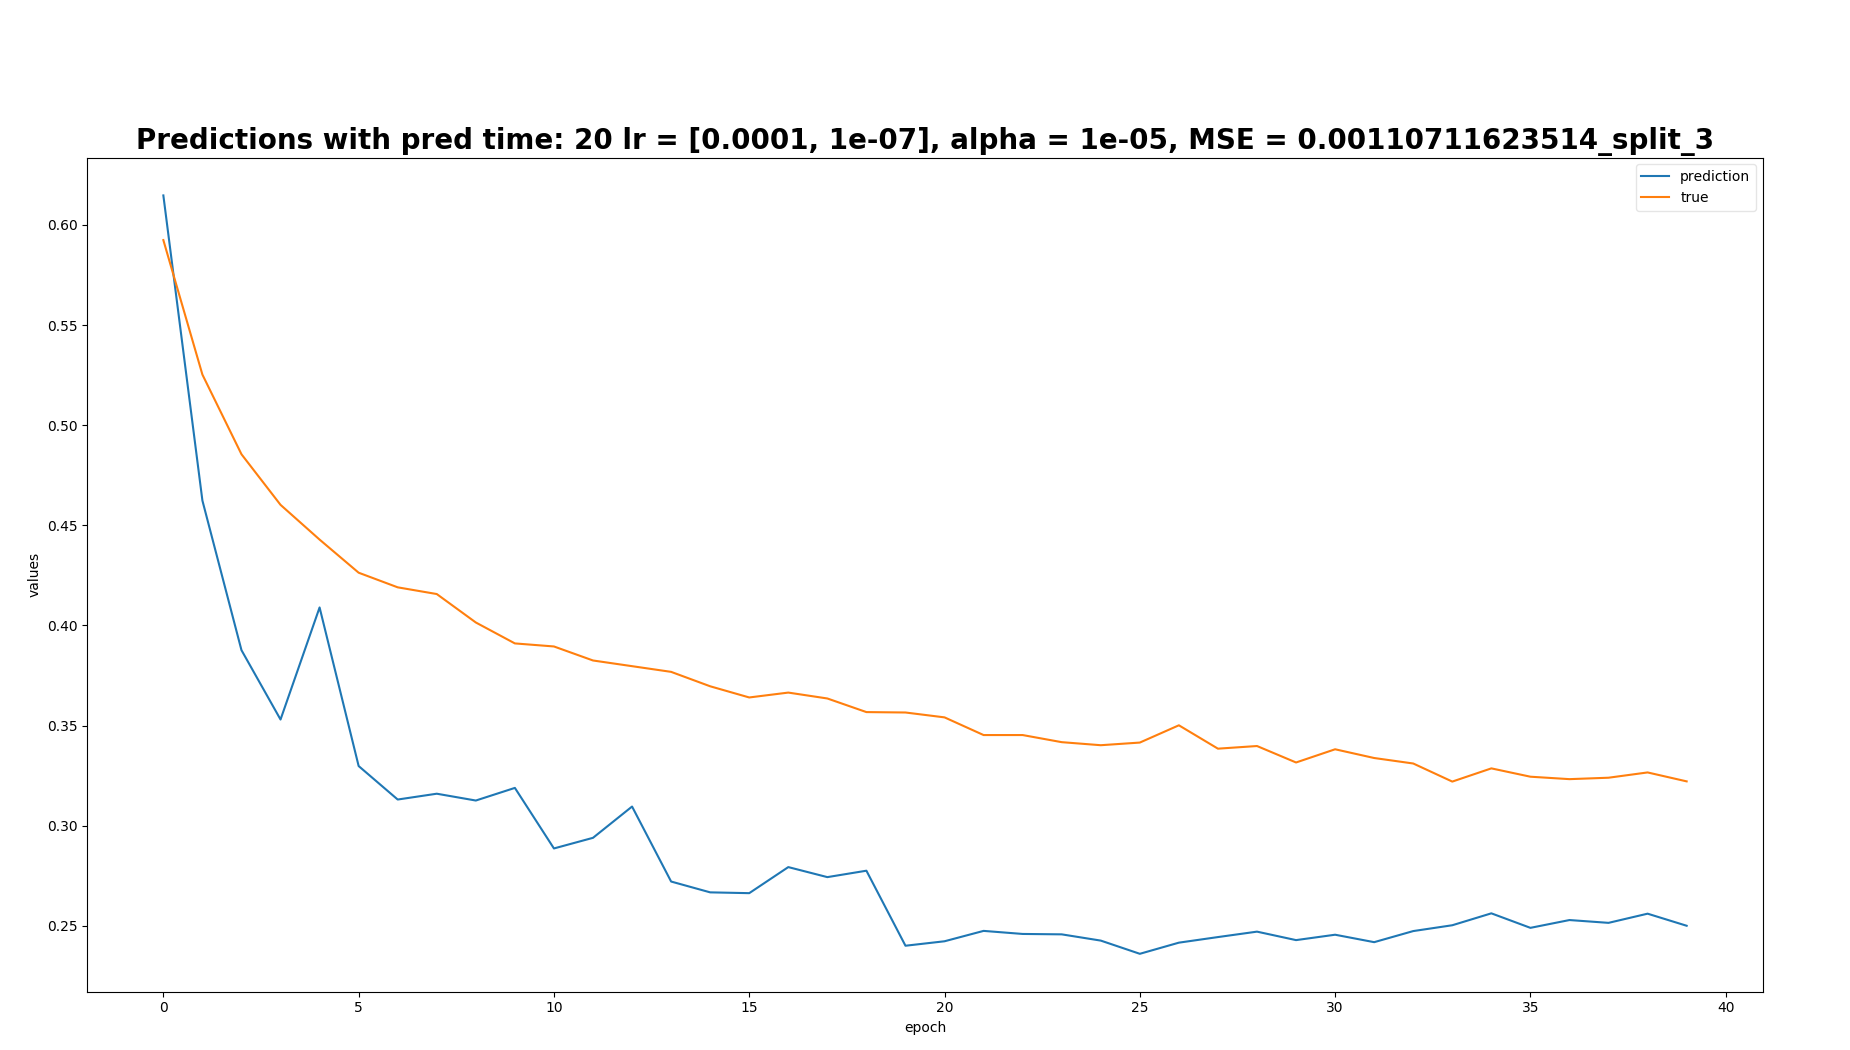 Predictions with pred time: 20 lr = [0.0001, 1e-07], alpha = 1e-05, MSE = 0.00110711623514_split_3
prediction
true
0.60
0.55
0.50
0.45
0.40
0.35
0.30
0.25
values
0 5 10 15 20 25 30 35 40
epoch